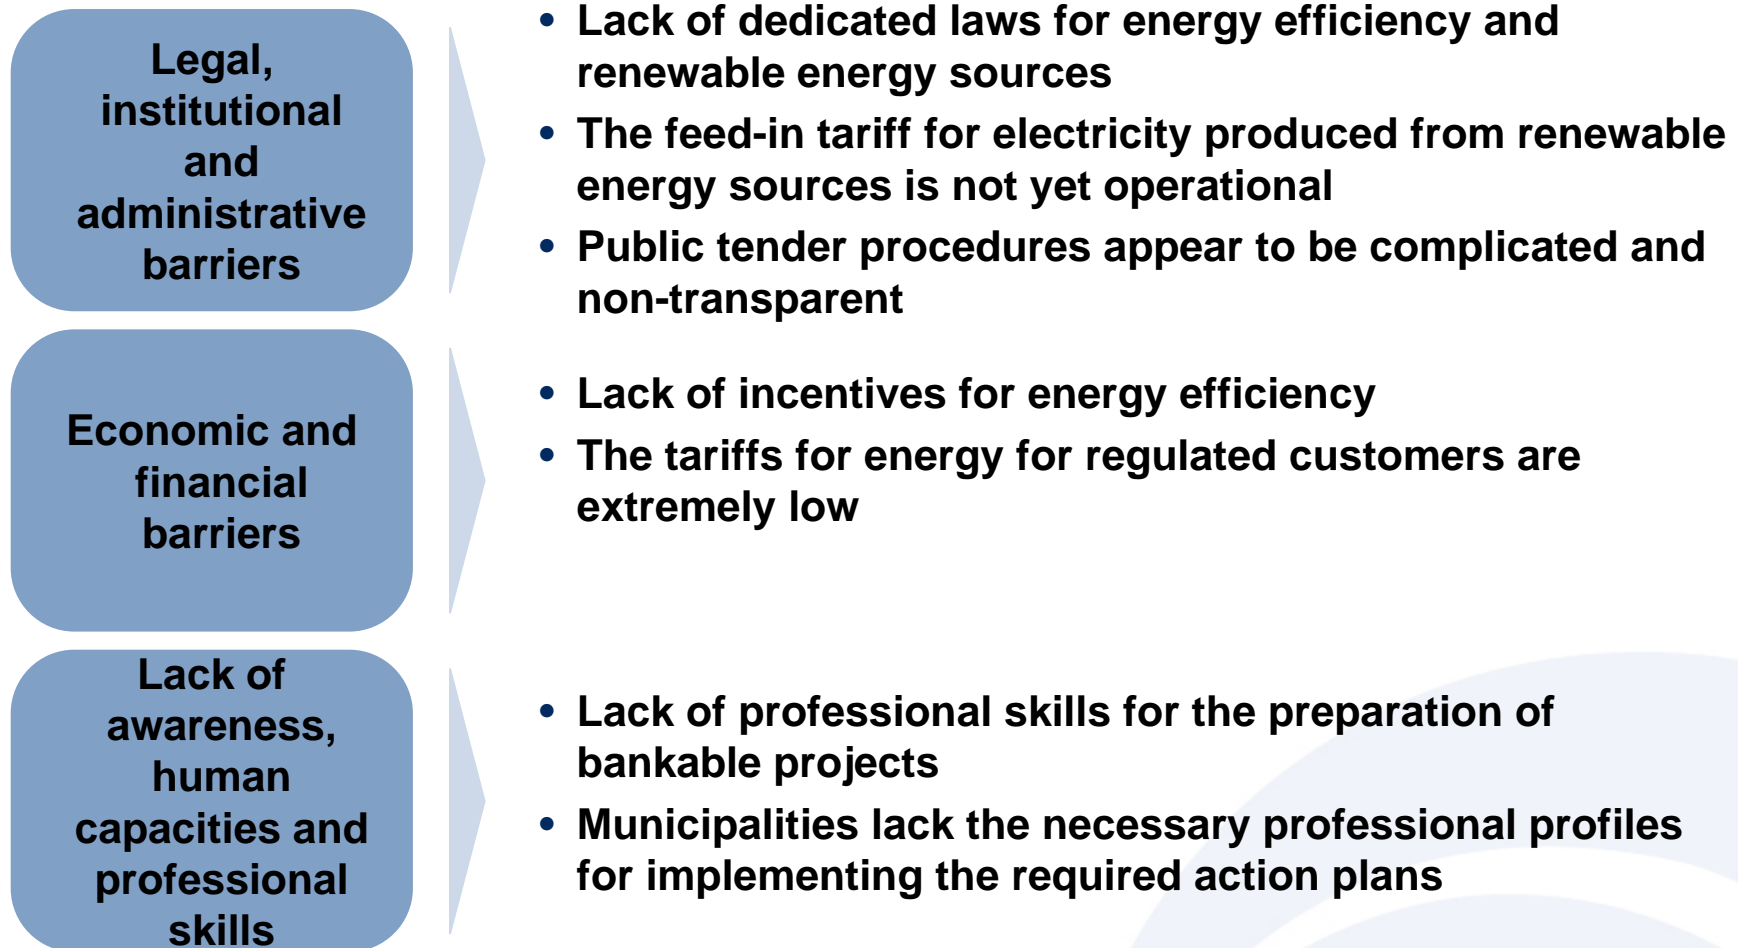 Legal,
institutional
and
administrative
barriers
• Lack of dedicated laws for energy efficiency and
renewable energy sources
• The feed-in tariff for electricity produced from renewable
energy sources is not yet operational
• Public tender procedures appear to be complicated and
non-transparent
Economic and
financial
barriers
• Lack of incentives for energy efficiency
• The tariffs for energy for regulated customers are
extremely low
Lack of
awareness,
human
capacities and
professional
skills
• Lack of professional skills for the preparation of
bankable projects
• Municipalities lack the necessary professional profiles
for implementing the required action plans